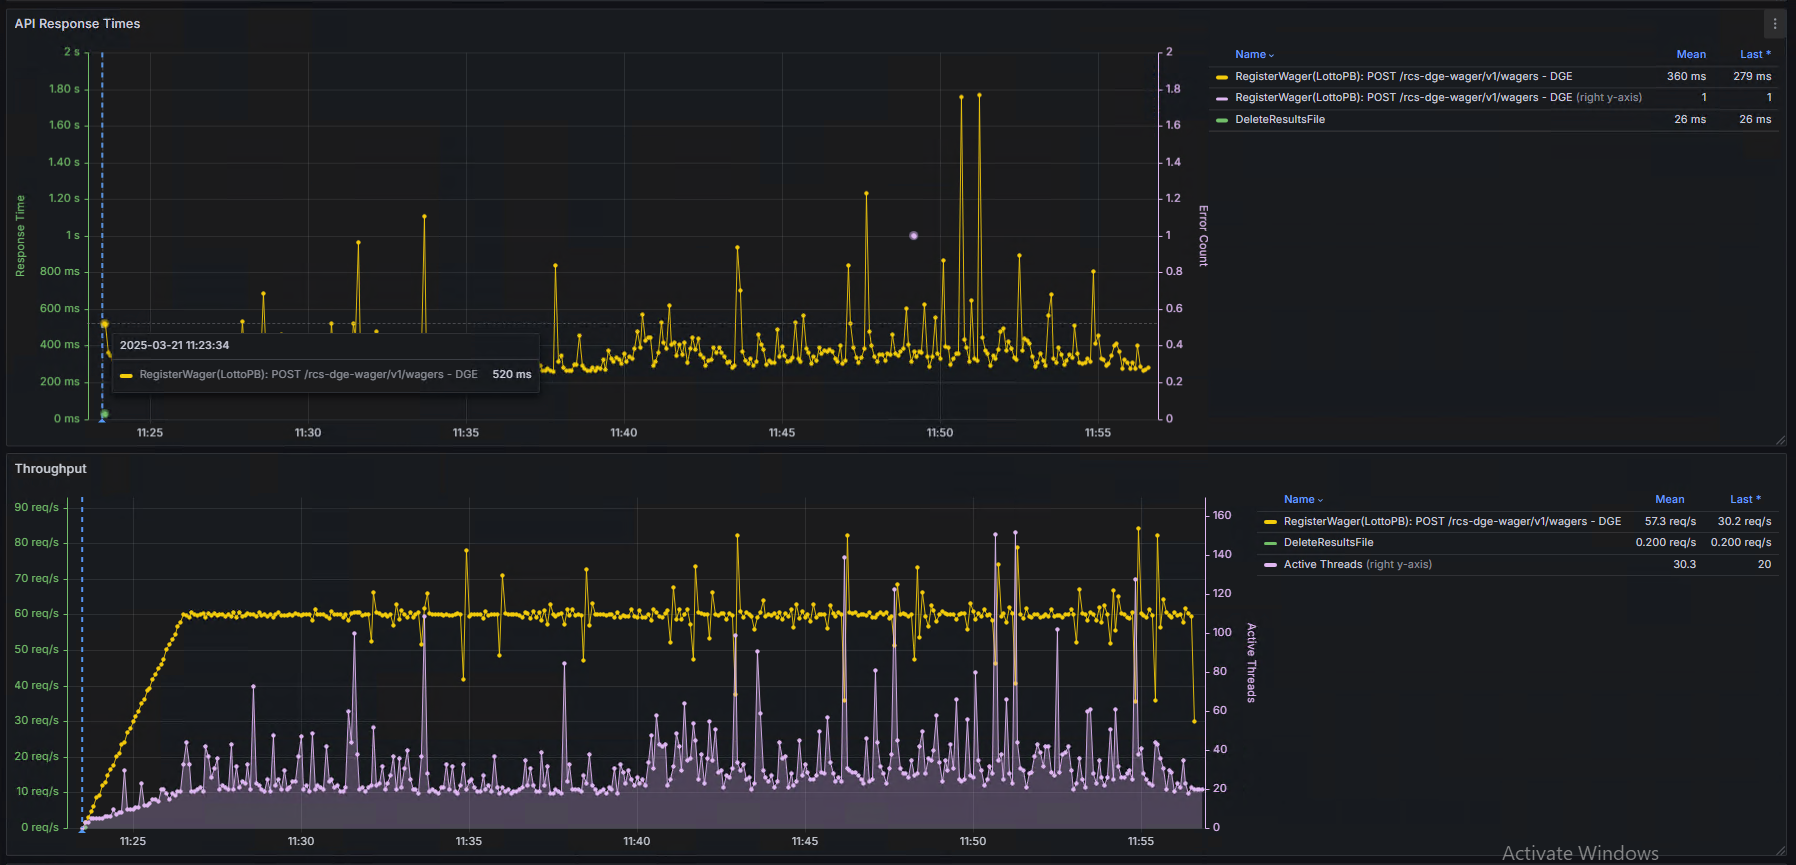 API Response Times
2 s
1.80 s
1.60 s
1.40 s
1.20 s
1 s
800 ms
600 ms
400 ms
200 ms
0 ms
Response Time
2
1.8
1.6
1.4
1.2
1
0.8
0.6
0.4
0.2
0
Error Count
11:25 11:30 11:35 11:40 11:45 11:50 11:55
2025-03-21 11:23:34
RegisterWager(LottoPB): POST /rcs-dge-wager/v1/wagers - DGE 520 ms
Name Mean Last *
RegisterWager(LottoPB): POST /rcs-dge-wager/v1/wagers - DGE 360 ms 279 ms
RegisterWager(LottoPB): POST /rcs-dge-wager/v1/wagers - DGE (right y-axis) 1 1
DeleteResultsFile 26 ms 26 ms
Throughput
90 req/s
80 req/s
70 req/s
60 req/s
50 req/s
40 req/s
30 req/s
20 req/s
10 req/s
0 req/s
160
140
120
100
80
60
40
20
0
Active Threads
11:25 11:30 11:35 11:40 11:45 11:50 11:55
Name Mean Last *
RegisterWager(LottoPB): POST /rcs-dge-wager/v1/wagers - DGE 57.3 req/s 30.2 req/s
DeleteResultsFile 0.200 req/s 0.200 req/s
Active Threads (right y-axis) 30.3 20
Activate Windows